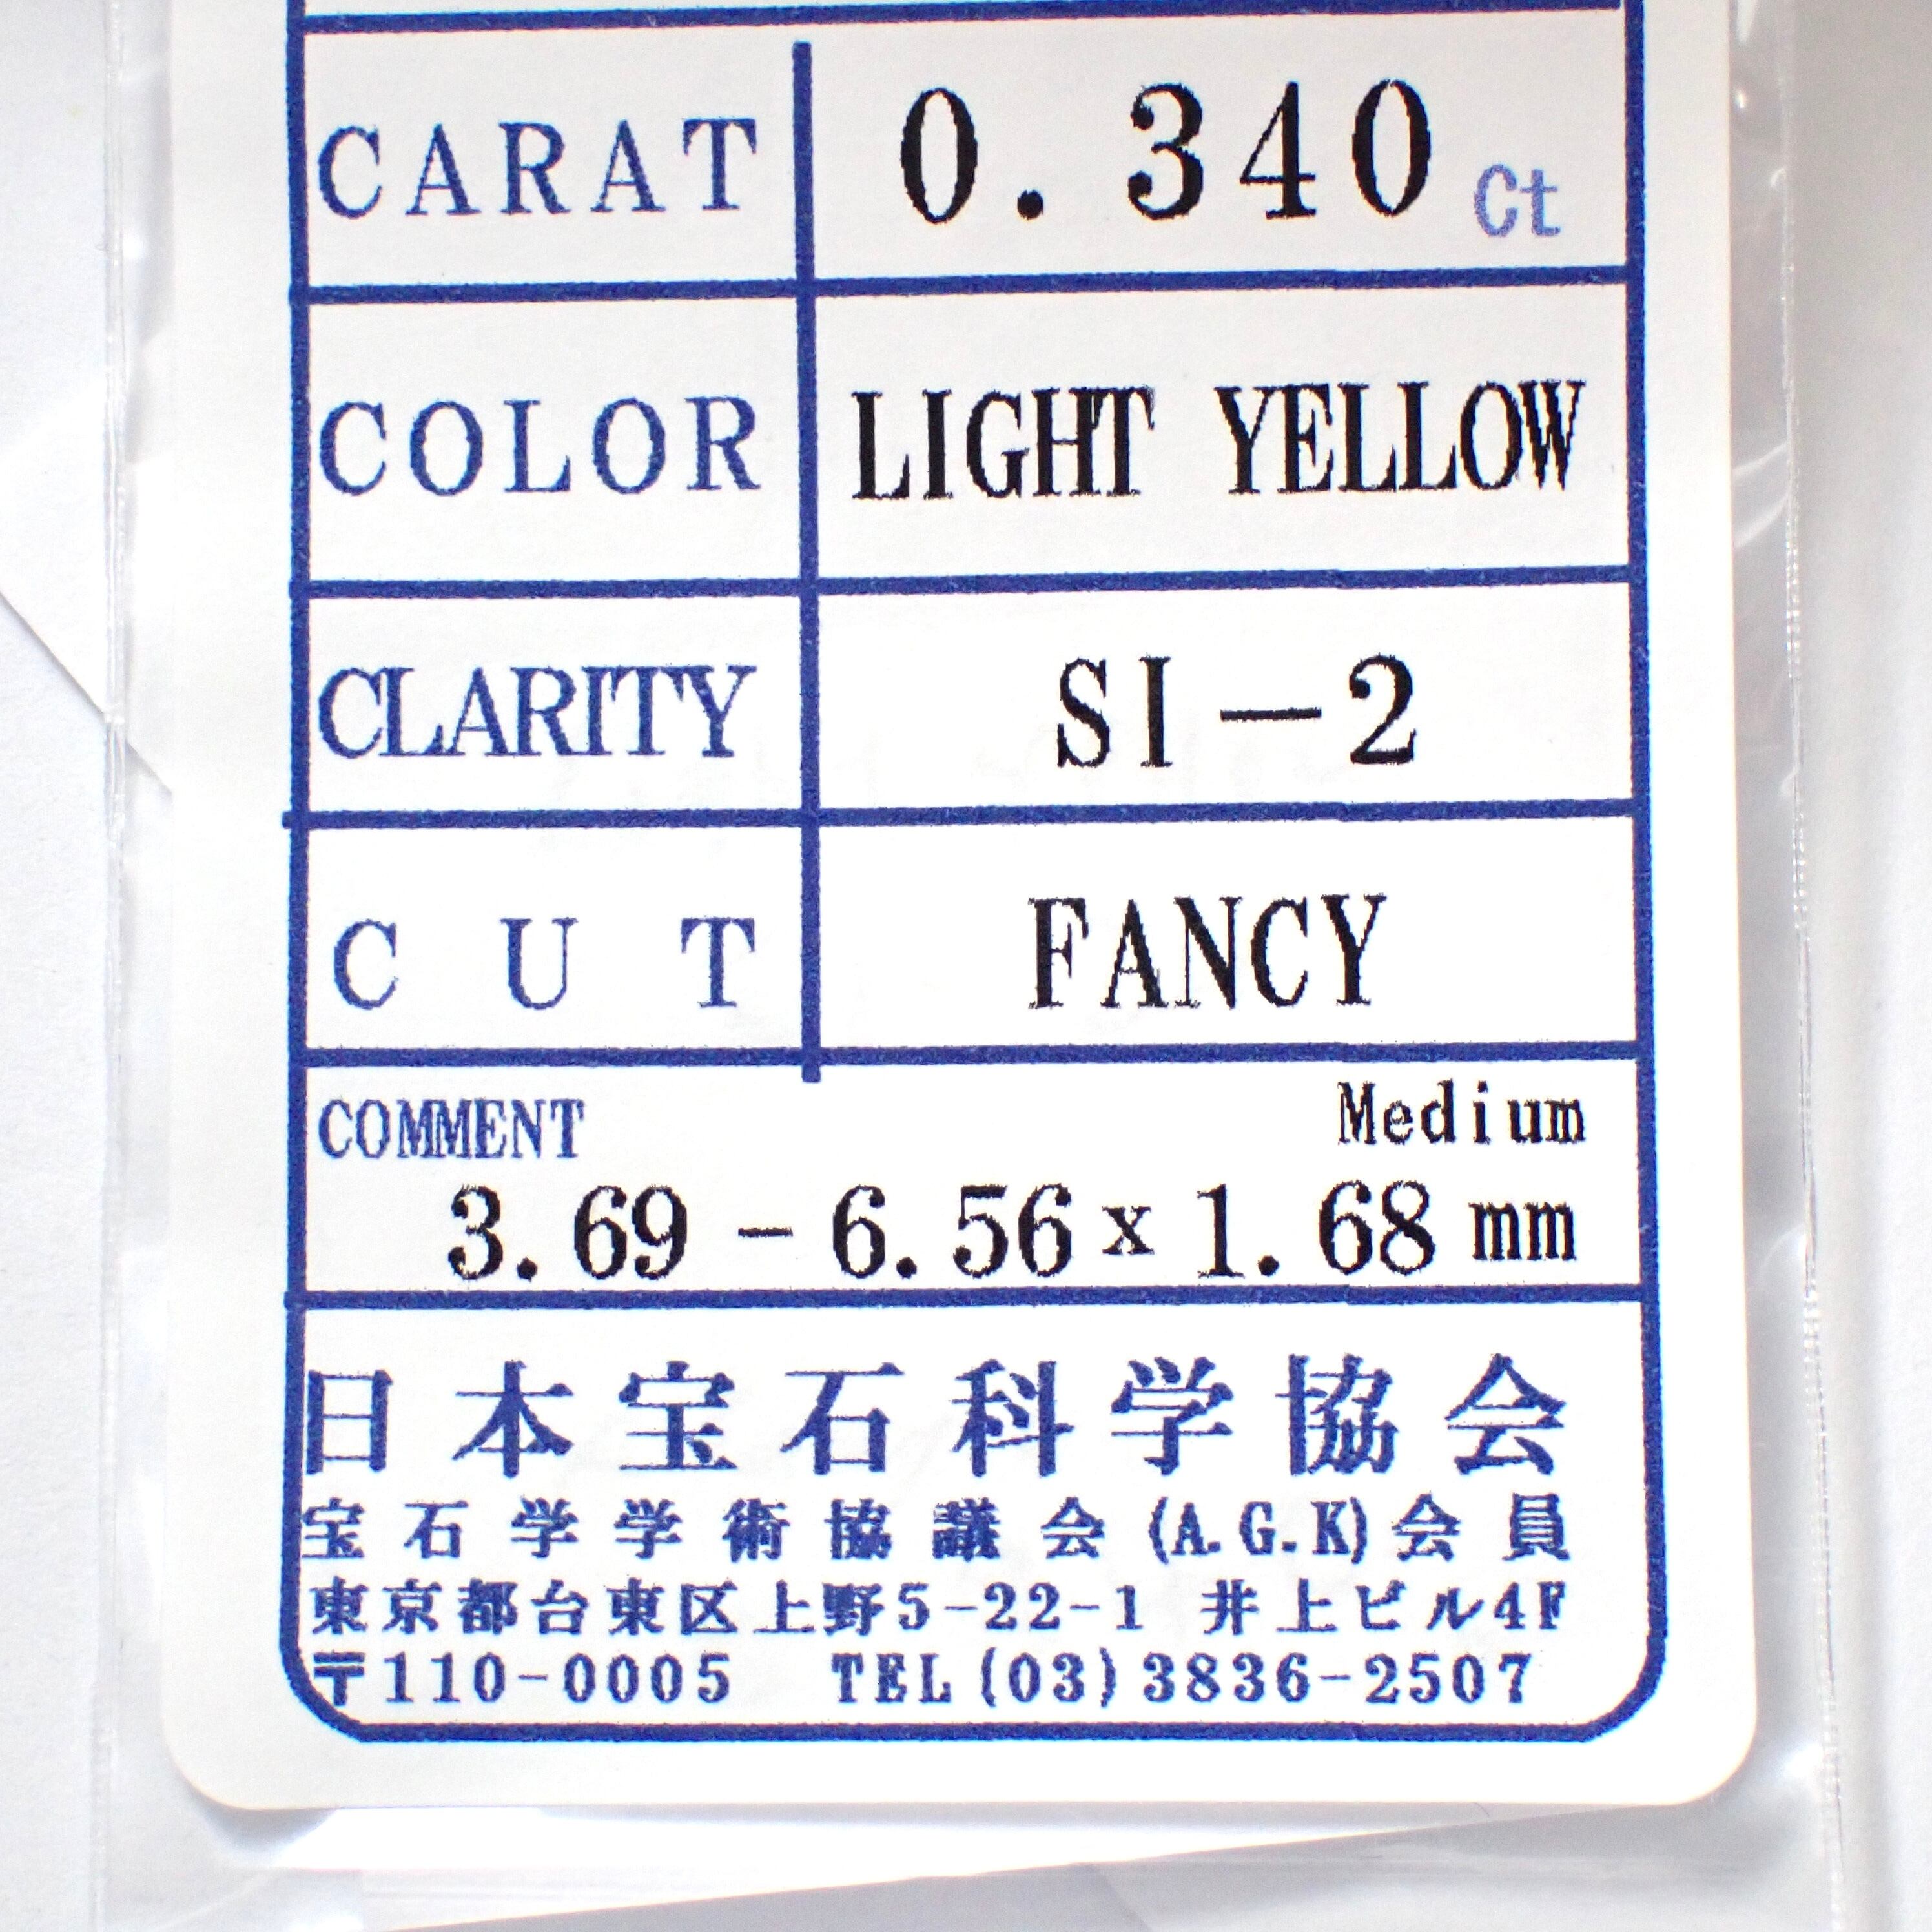 CARAT 0.340 Ct
COLOR LIGHT YELLOW
CLARITY SI－2
CUT FANCY
COMMENT Medium
3.69 - 6.56 x 1.68 mm
日本宝石科学協会
宝石学学術協議会(A.G.K)会員
東京都台東区上野5-22-1 井上ビル4F
〒110-0005 TEL(03)3836-2507